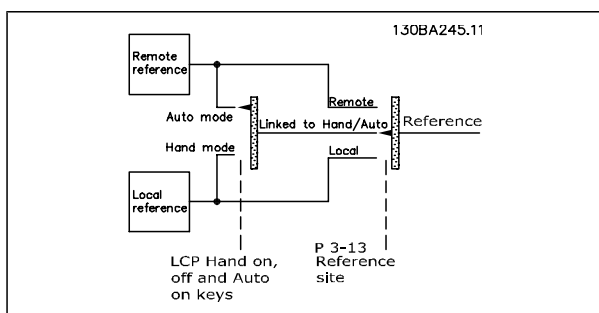 130BA245.11
Remote
reference
Remote
Auto mode
Linked to Hand/Auto
Reference
Hand mode
Local
Local
reference
LCP Hand on,
off and Auto
on keys
P 3-13
Reference
site